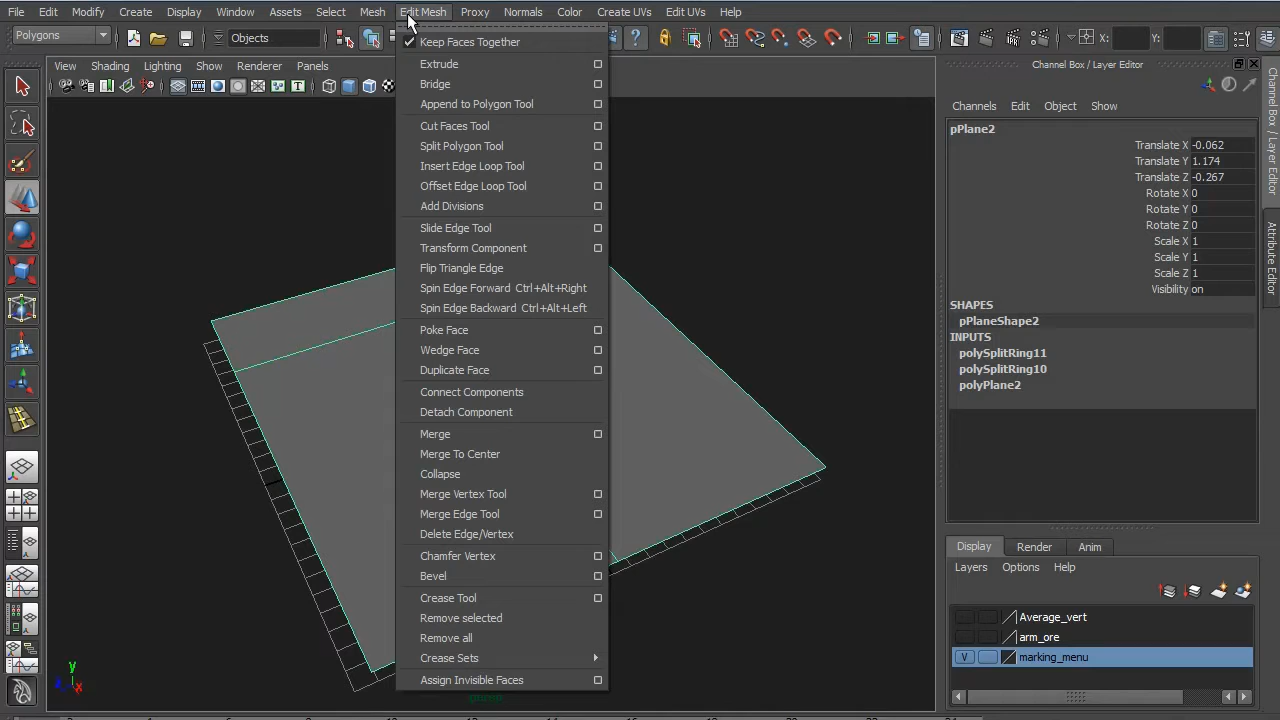 File Edit Modify Create Display Window Assets Select Mesh Edit Mesh Proxy Normals Color Create UVs Edit UVs Help
Polygons
Objects
X:
Y:
View Shading Lighting Show Renderer Panels
Keep Faces Together
Extrude
Bridge
Append to Polygon Tool
Cut Faces Tool
Split Polygon Tool
Insert Edge Loop Tool
Offset Edge Loop Tool
Add Divisions
Slide Edge Tool
Transform Component
Flip Triangle Edge
Spin Edge Forward Ctrl+Alt+Right
Spin Edge Backward Ctrl+Alt+Left
Poke Face
Wedge Face
Duplicate Face
Connect Components
Detach Component
Merge
Merge To Center
Collapse
Merge Vertex Tool
Merge Edge Tool
Delete Edge/Vertex
Chamfer Vertex
Bevel
Crease Tool
Remove selected
Remove all
Crease Sets
Assign Invisible Faces
y
x
Channel Box / Layer Editor
Channels Edit Object Show
pPlane2
Translate X -0.062
Translate Y 1.174
Translate Z -0.267
Rotate X 0
Rotate Y 0
Rotate Z 0
Scale X 1
Scale Y 1
Scale Z 1
Visibility on
SHAPES
pPlaneShape2
INPUTS
polySplitRing11
polySplitRing10
polyPlane2
Display Render Anim
Layers Options Help
Average_vert
arm_ore
V marking_menu
Channel Box / Layer Editor
Attribute Editor